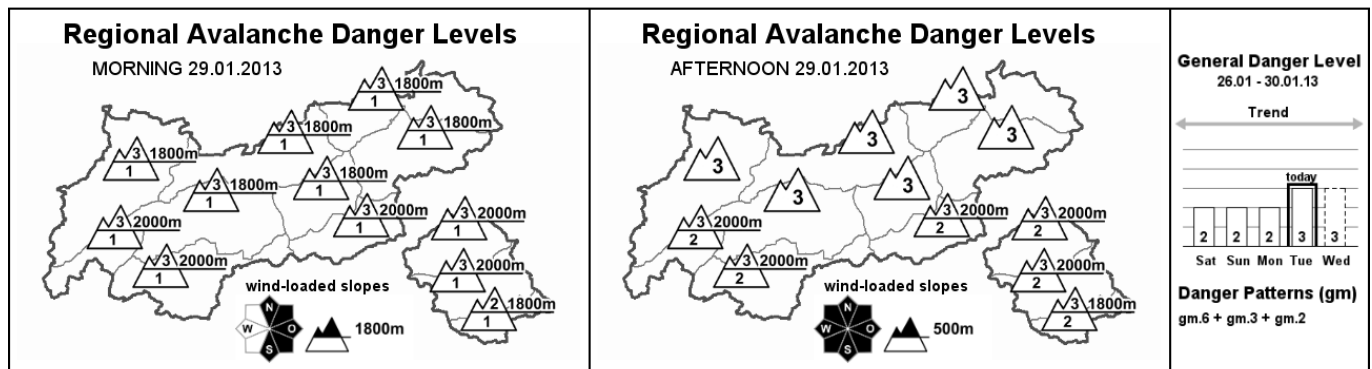 Regional Avalanche Danger Levels
MORNING 29.01.2013
3 1800m
1
3 1800m
1
3 1800m
1
3 1800m
1
3 1800m
1
3 1800m
1
3 2000m
1
3 2000m
1
3 2000m
1
3 2000m
1
3 2000m
1
2 1800m
1
wind-loaded slopes
N
W O
S
1800m
Regional Avalanche Danger Levels
AFTERNOON 29.01.2013
3
3
3
3
3
3
3 2000m
2
3 2000m
2
3 2000m
2
3 2000m
2
3 2000m
2
3 1800m
2
wind-loaded slopes
N
W O
S
500m
General Danger Level
26.01 - 30.01.13
Trend
today
2 2 2 3 3
Sat Sun Mon Tue Wed
Danger Patterns (gm)
gm.6 + gm.3 + gm.2